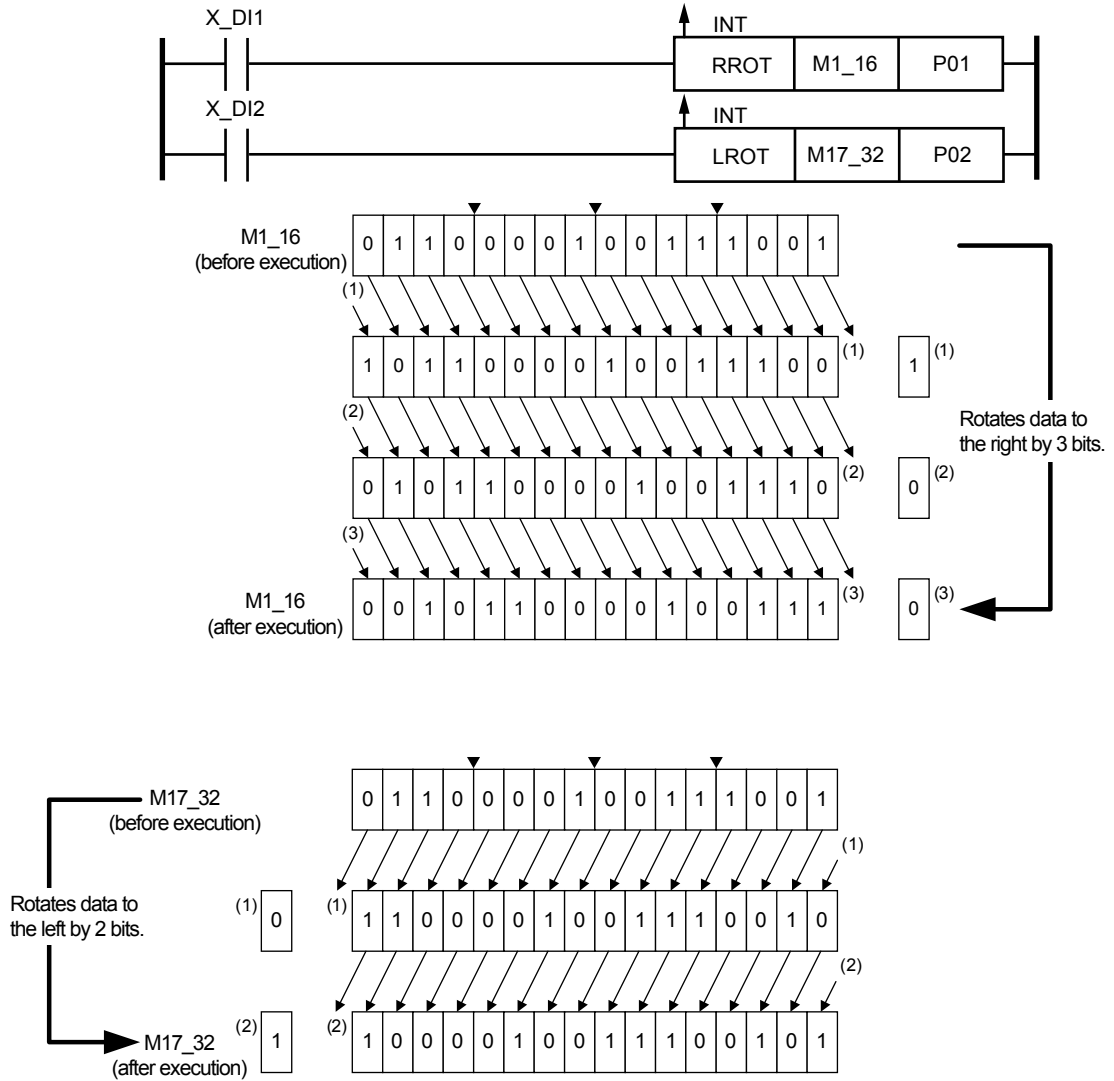 X_DI1
INT
RROT M1_16 P01
X_DI2
INT
LROT M17_32 P02
M1_16
(before execution)
0 1 1 0 0 0 0 1 0 0 1 1 1 0 0 1
(1)
1 0 1 1 0 0 0 0 1 0 0 1 1 1 0 0 (1) 1 (1)
Rotates data to
the right by 3 bits.
(2)
0 1 0 1 1 0 0 0 0 1 0 0 1 1 1 0 (2) 0 (2)
(3)
M1_16
(after execution)
0 0 1 0 1 1 0 0 0 0 1 0 0 1 1 1 (3) 0 (3)
M17_32
(before execution)
0 1 1 0 0 0 0 1 0 0 1 1 1 0 0 1
(1)
Rotates data to
the left by 2 bits.
(1) 0 (1) 1 1 0 0 0 0 1 0 0 1 1 1 0 0 1 0
(2)
M17_32
(after execution)
(2) 1 (2) 1 0 0 0 0 1 0 0 1 1 1 0 0 1 0 1